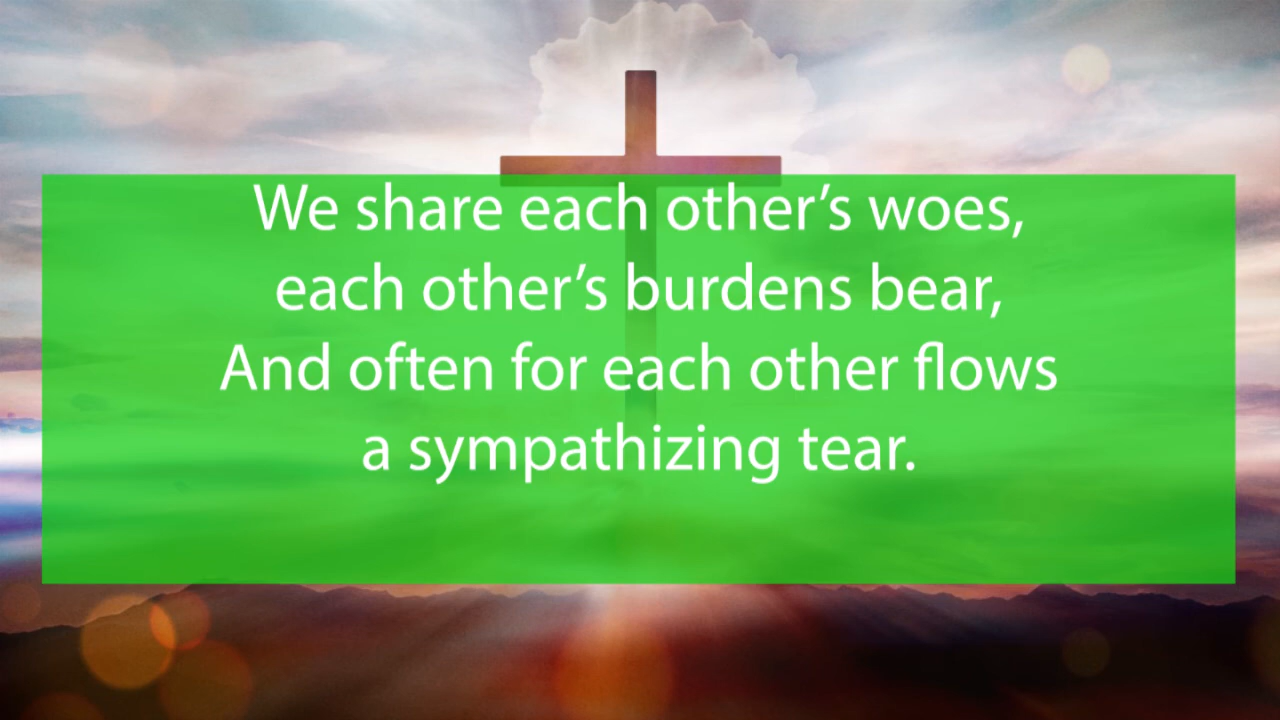 We share each other’s woes,
each other’s burdens bear,
And often for each other flows
a sympathizing tear.